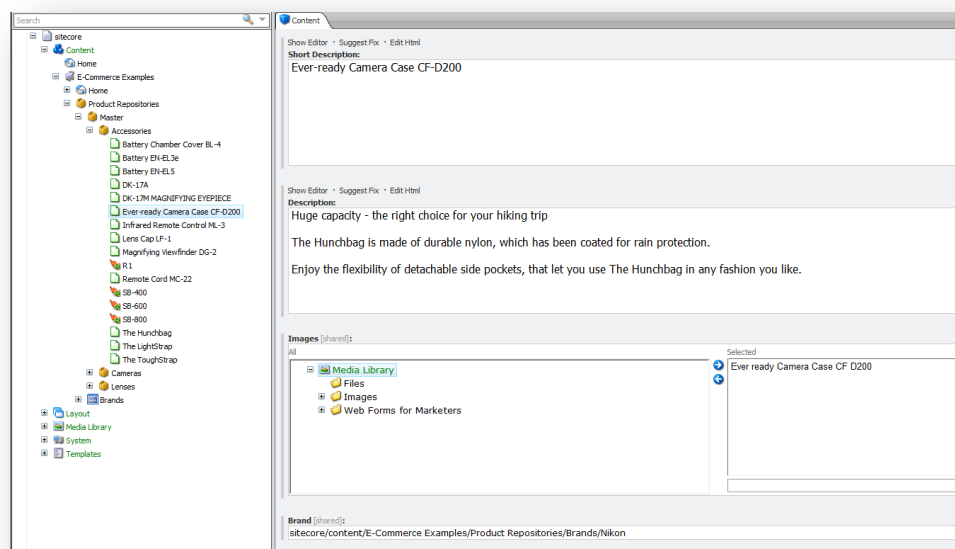 Search
sitecore
Content
Home
E-Commerce Examples
Home
Product Repositories
Master
Accessories
Battery Chamber Cover BL-4
Battery EN-EL3e
Battery EN-EL5
DK-17A
DK-17M MAGNIFYING EYEPIECE
Ever-ready Camera Case CF-D200
Infrared Remote Control ML-3
Lens Cap LF-1
Magnifying Viewfinder DG-2
R1
Remote Cord MC-22
SB-400
SB-600
SB-800
The Hunchbag
The LightStrap
The ToughStrap
Cameras
Lenses
Brands
Layout
Media Library
System
Templates
Content
Show Editor · Suggest Fix · Edit Html
Short Description:
Ever-ready Camera Case CF-D200
Show Editor · Suggest Fix · Edit Html
Description:
Huge capacity - the right choice for your hiking trip
The Hunchbag is made of durable nylon, which has been coated for rain protection.
Enjoy the flexibility of detachable side pockets, that let you use The Hunchbag in any fashion you like.
Images [shared]:
All
Selected
Media Library
Files
Images
Web Forms for Marketers
Ever ready Camera Case CF D200
Brand [shared]:
sitecore/content/E-Commerce Examples/Product Repositories/Brands/Nikon